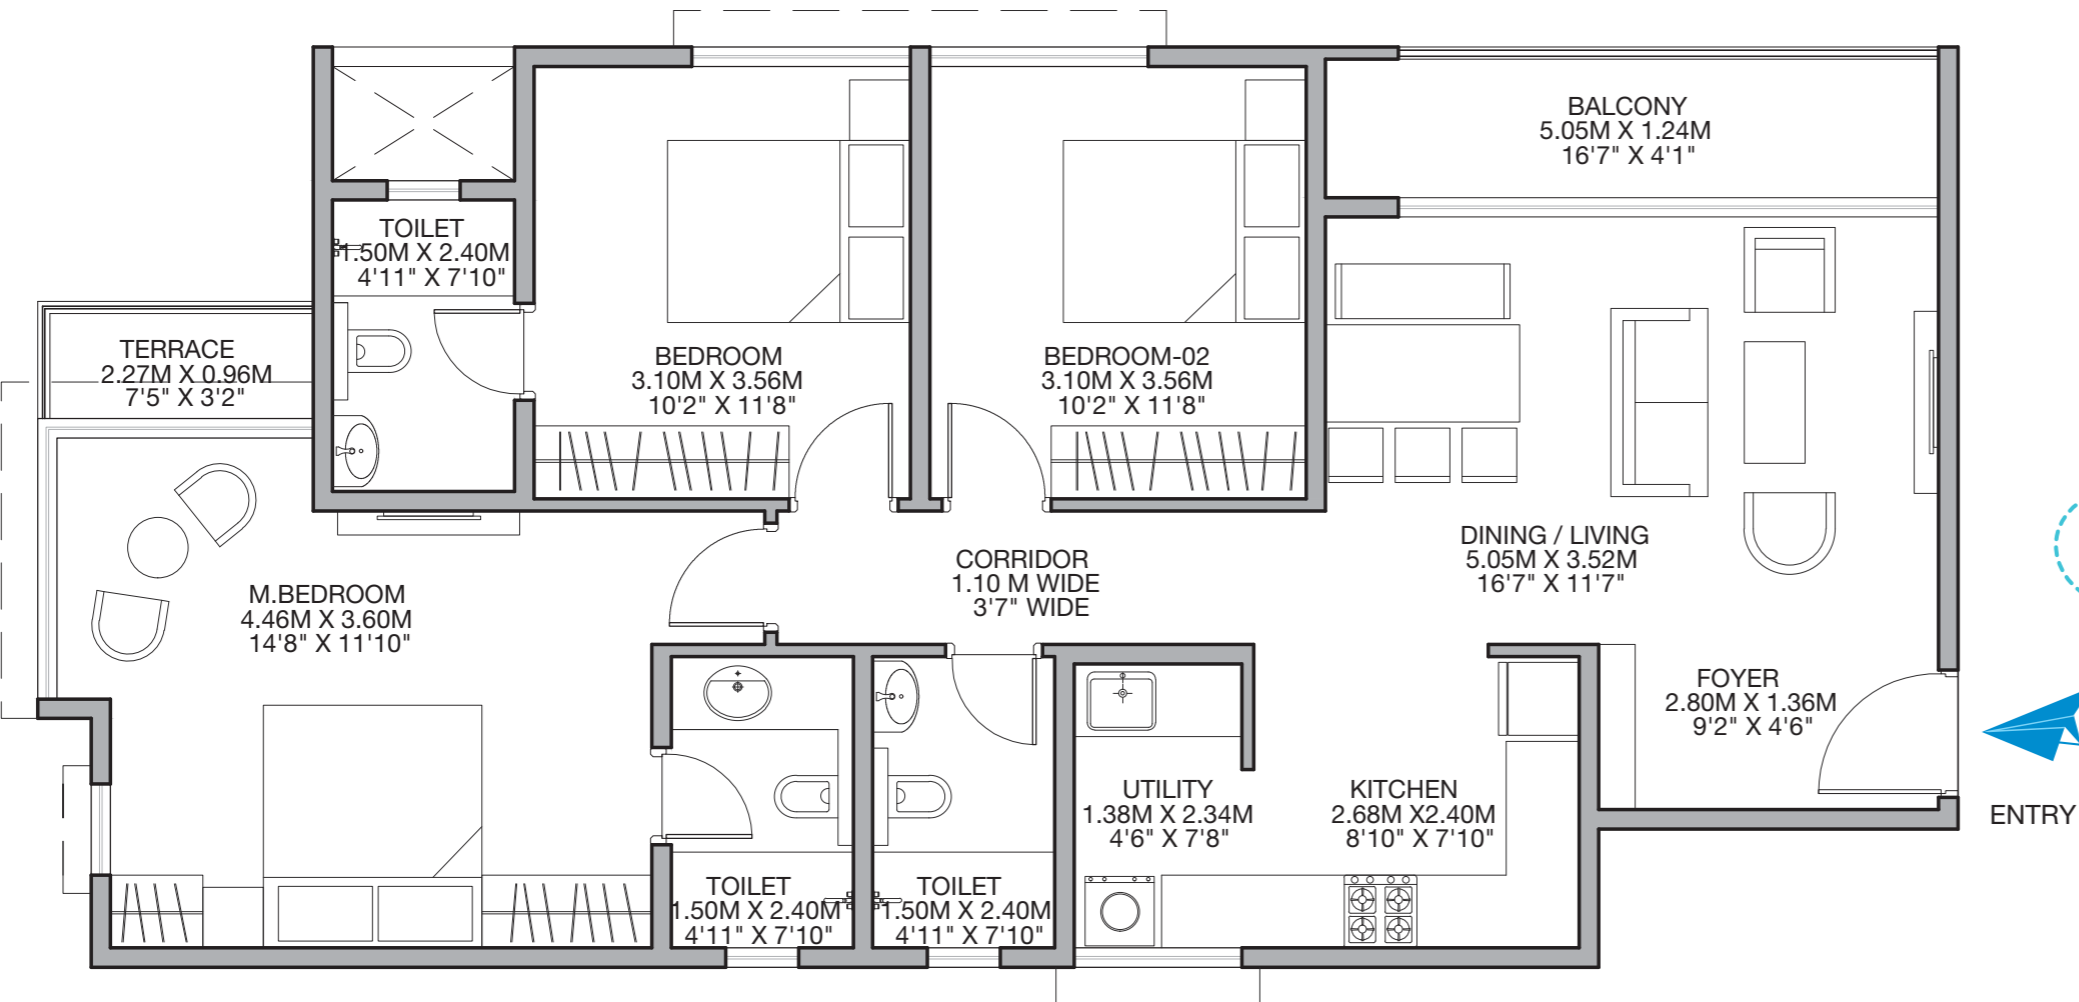 BALCONY
5.05M X 1.24M
16'7" X 4'1"
TOILET
1.50M X 2.40M
4'11" X 7'10"
TERRACE
2.27M X 0.96M
7'5" X 3'2"
BEDROOM
3.10M X 3.56M
10'2" X 11'8"
BEDROOM-02
3.10M X 3.56M
10'2" X 11'8"
M.BEDROOM
4.46M X 3.60M
14'8" X 11'10"
CORRIDOR
1.10 M WIDE
3'7" WIDE
DINING / LIVING
5.05M X 3.52M
16'7" X 11'7"
FOYER
2.80M X 1.36M
9'2" X 4'6"
UTILITY
1.38M X 2.34M
4'6" X 7'8"
KITCHEN
2.68M X2.40M
8'10" X 7'10"
ENTRY
TOILET
1.50M X 2.40M
4'11" X 7'10"
TOILET
1.50M X 2.40M
4'11" X 7'10"